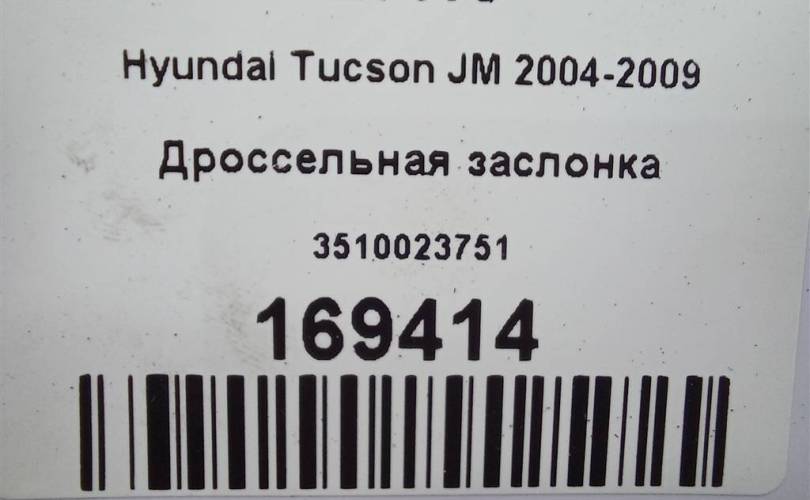 Hyundai Tucson JM 2004-2009
Дроссельная заслонка
3510023751
169414